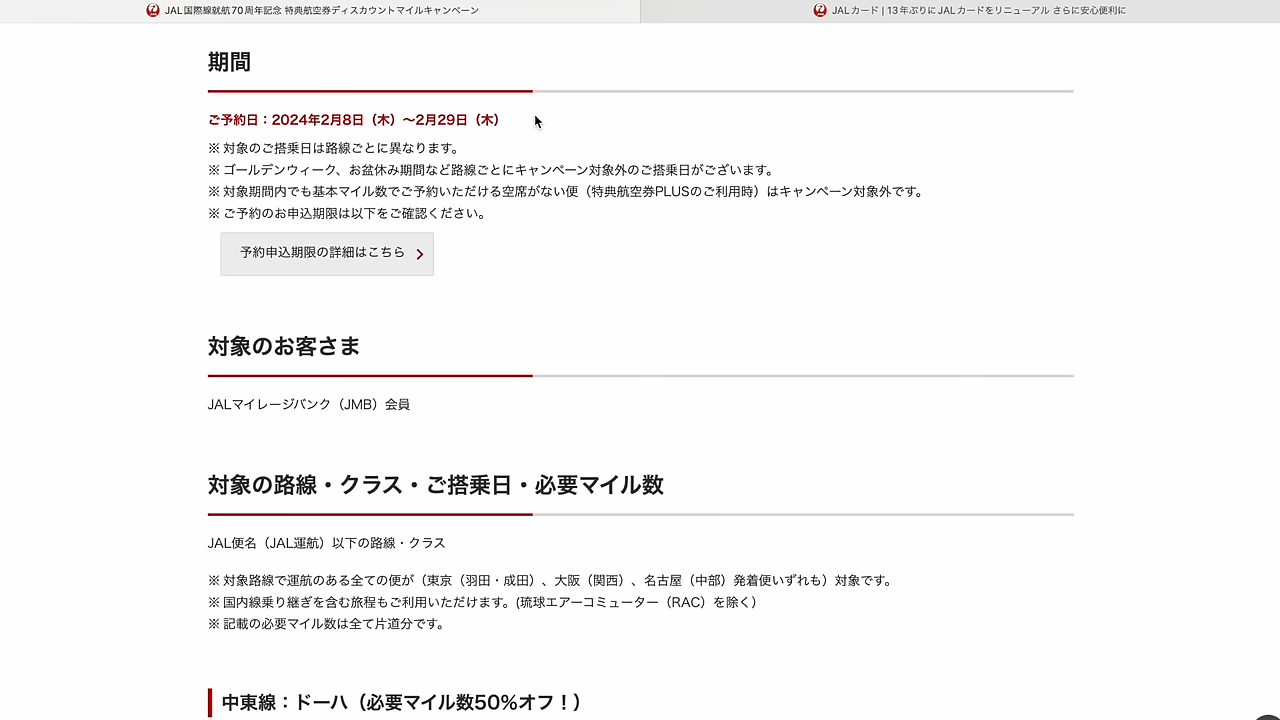 JAL国際線就航70周年記念 特典航空券ディスカウントマイルキャンペーン
JALカード | 13年ぶりにJALカードをリニューアル さらに安心便利に
期間
ご予約日：2024年2月8日（木）〜2月29日（木）
※ 対象のご搭乗日は路線ごとに異なります。
※ ゴールデンウィーク、お盆休み期間など路線ごとにキャンペーン対象外のご搭乗日がございます。
※ 対象期間内でも基本マイル数でご予約いただける空席がない便（特典航空券PLUSのご利用時）はキャンペーン対象外です。
※ ご予約のお申込期限は以下をご確認ください。
予約申込期限の詳細はこちら
対象のお客さま
JALマイレージバンク（JMB）会員
対象の路線・クラス・ご搭乗日・必要マイル数
JAL便名（JAL運航）以下の路線・クラス
※ 対象路線で運航のある全ての便が（東京（羽田・成田）、大阪（関西）、名古屋（中部）発着便いずれも）対象です。
※ 国内線乗り継ぎを含む旅程もご利用いただけます。(琉球エアーコミューター（RAC）を除く）
※ 記載の必要マイル数は全て片道分です。
中東線：ドーハ（必要マイル数50%オフ！）